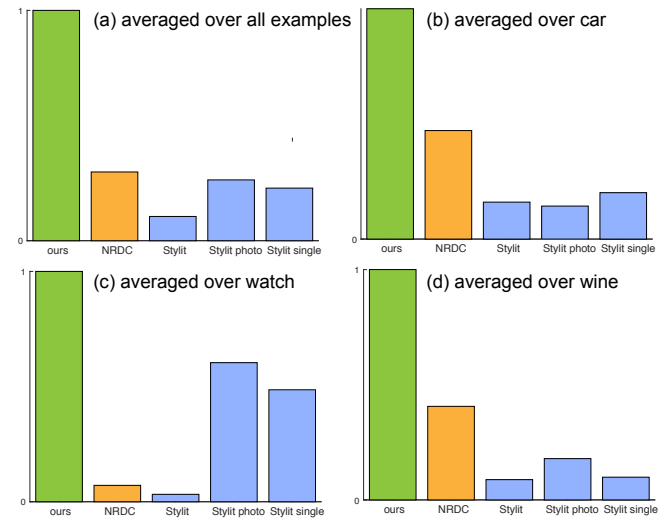 (a) averaged over all examples
1
0
ours NRDC Stylit Stylit photo Stylit single
(b) averaged over car
1
0
ours NRDC Stylit Stylit photo Stylit single
(c) averaged over watch
1
0
ours NRDC Stylit Stylit photo Stylit single
(d) averaged over wine
1
0
ours NRDC Stylit Stylit photo Stylit single